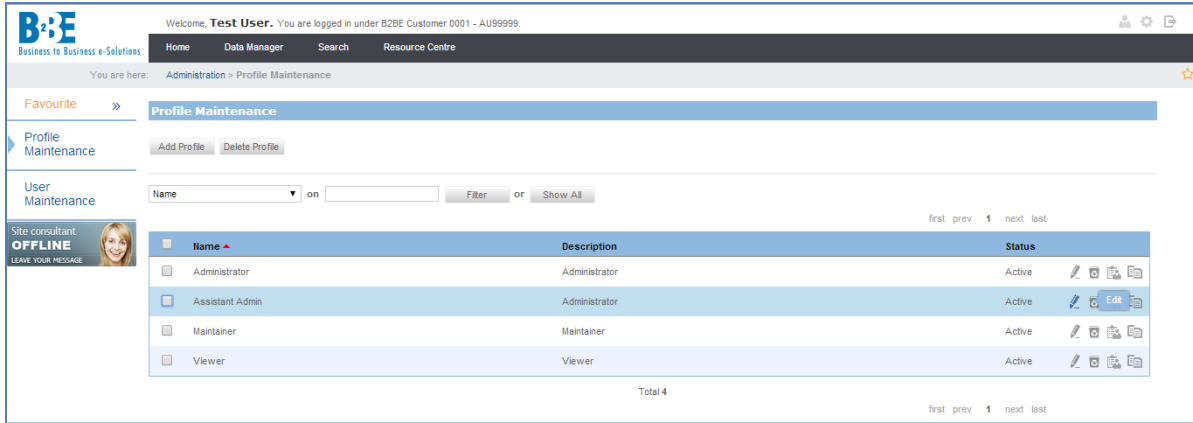 B2BE
Business to Business e-Solutions
Welcome, Test User. You are logged in under B2BE Customer 0001 - AU99999.
Home Data Manager Search Resource Centre
You are here: Administration > Profile Maintenance
Favourite »
Profile
Maintenance
User
Maintenance
Site consultant
OFFLINE
LEAVE YOUR MESSAGE
Profile Maintenance
Add Profile Delete Profile
Name on Filter or Show All
first prev 1 next last
Name Description Status
Administrator Administrator Active
Assistant Admin Administrator Active Edit
Maintainer Maintainer Active
Viewer Viewer Active
Total 4
first prev 1 next last